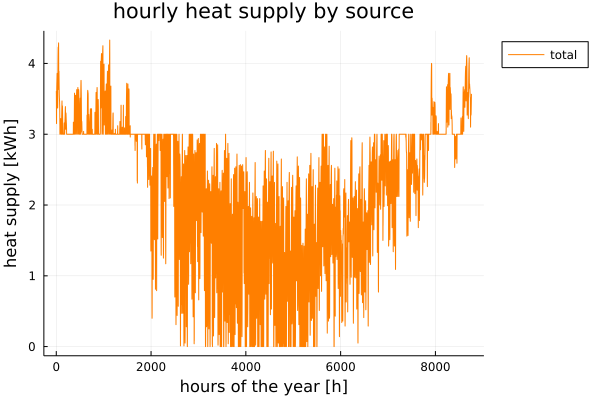 hourly heat supply by source
total
heat supply [kWh]
4
3
2
1
0
0 2000 4000 6000 8000
hours of the year [h]